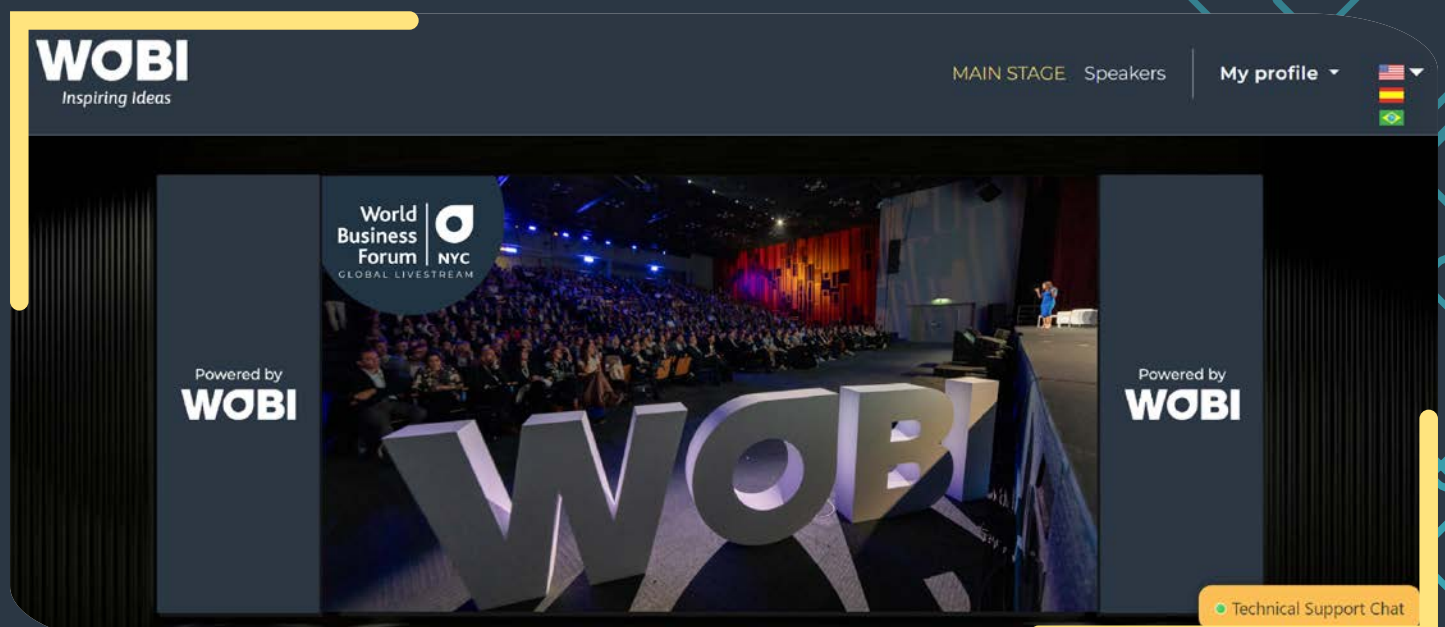 WOBI
Inspiring Ideas
MAIN STAGE Speakers My profile
World
Business
Forum NYC
GLOBAL LIVESTREAM
Powered by
WOBI
WOBI
Powered by
WOBI
Technical Support Chat